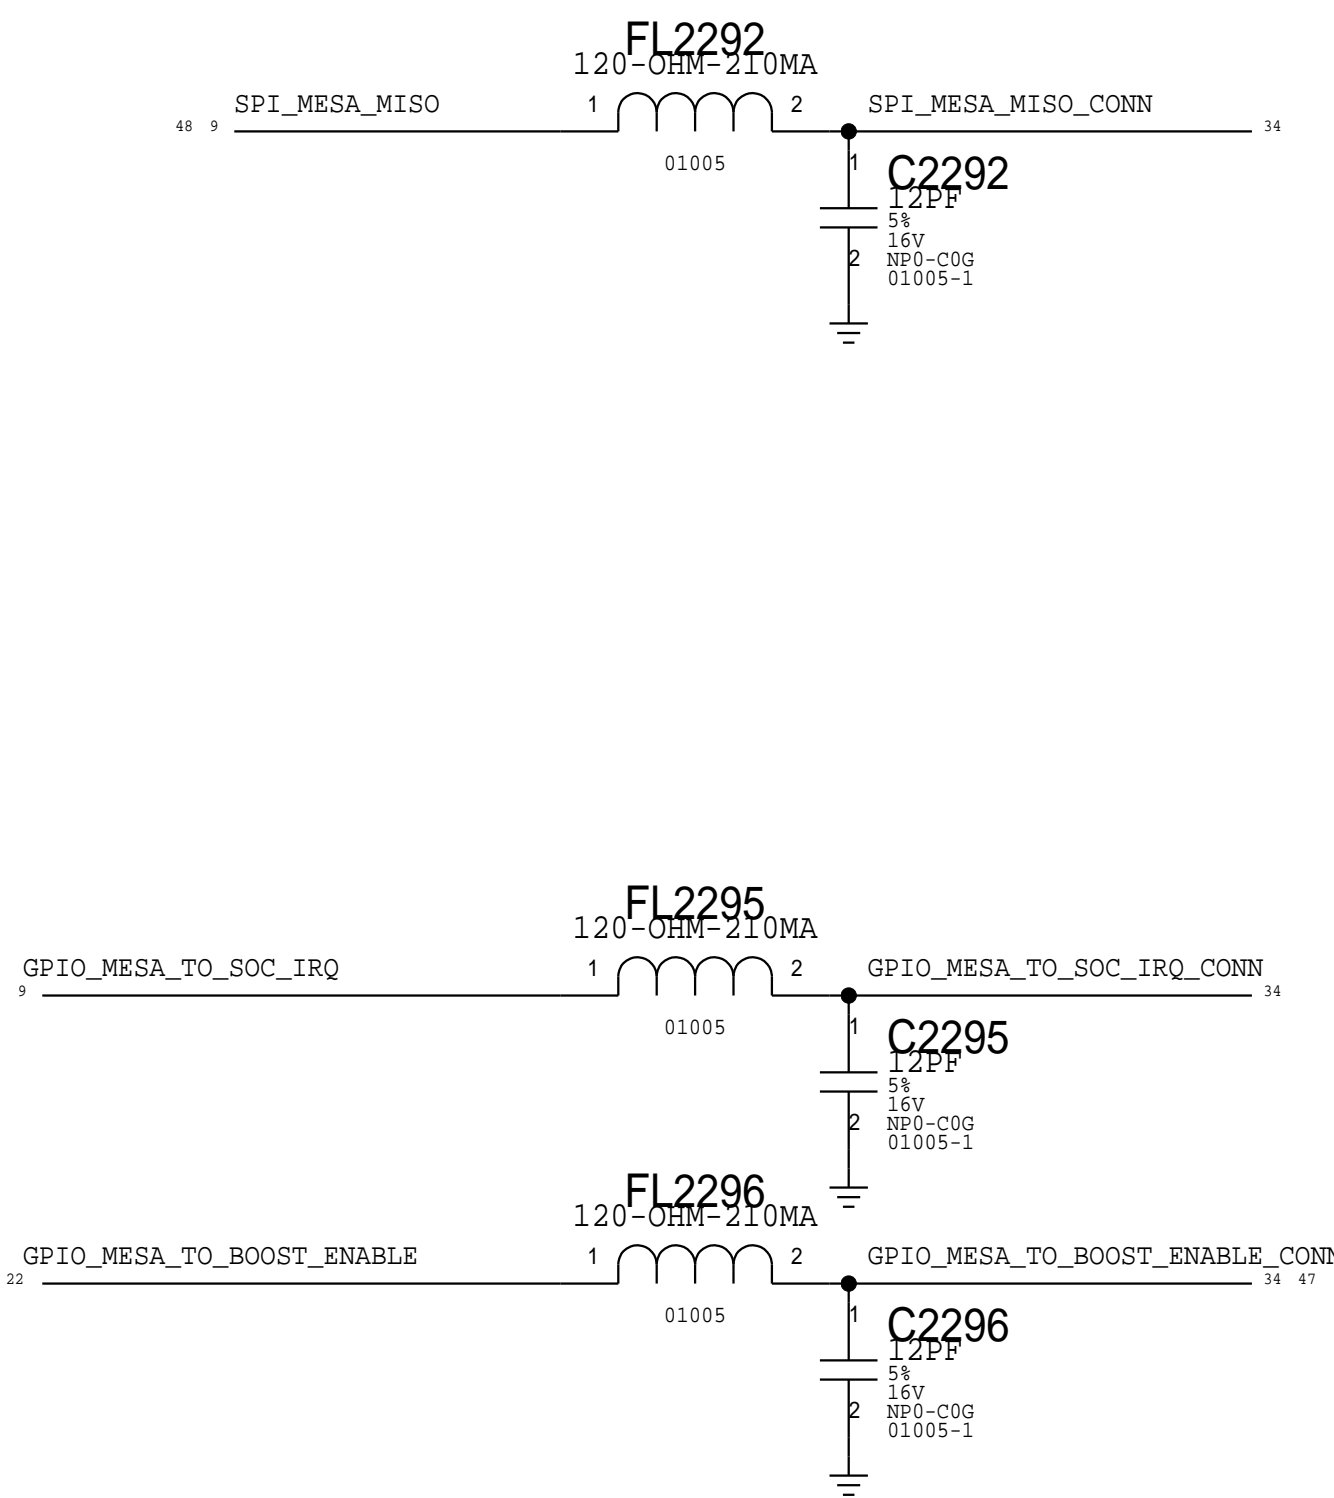 FL2292
120-OHM-210MA
SPI_MESA_MISO 1 2 SPI_MESA_MISO_CONN
48 9 34
01005
1 C2292
12PF
5%
16V
2 NP0-C0G
01005-1
FL2295
120-OHM-210MA
GPIO_MESA_TO_SOC_IRQ 1 2 GPIO_MESA_TO_SOC_IRQ_CONN
9 34
01005
1 C2295
12PF
5%
16V
2 NP0-C0G
01005-1
FL2296
120-OHM-210MA
GPIO_MESA_TO_BOOST_ENABLE 1 2 GPIO_MESA_TO_BOOST_ENABLE_CONN
22 34 47
01005
1 C2296
12PF
5%
16V
2 NP0-C0G
01005-1